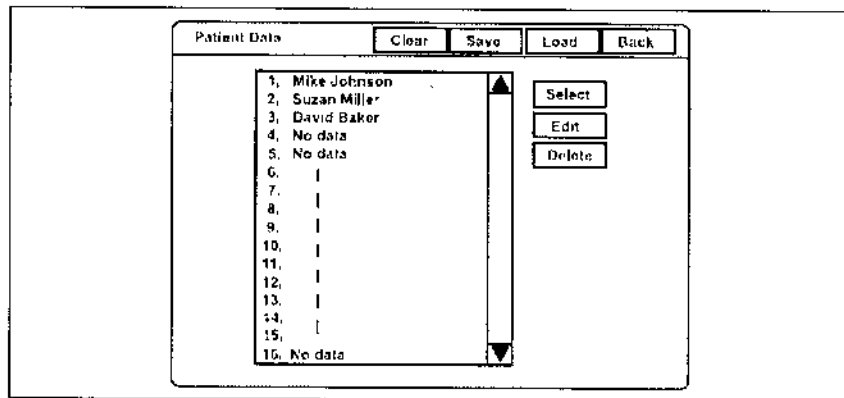 Patient Data Clear Save Load Back
1, Mike Johnson
2, Suzan Miller
3, David Baker
4, No data
5, No data
6,
7,
8,
9,
10,
11,
12,
13,
14,
15,
16, No data
Select
Edit
Delete